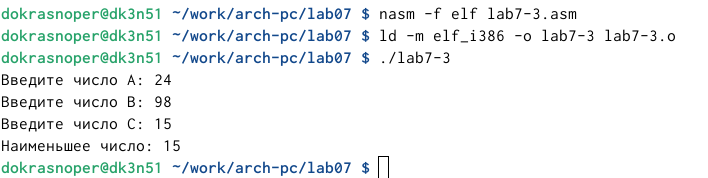 dokrasnoper@dk3n51 ~/work/arch-pc/lab07 $ nasm -f elf lab7-3.asm
dokrasnoper@dk3n51 ~/work/arch-pc/lab07 $ ld -m elf_i386 -o lab7-3 lab7-3.o
dokrasnoper@dk3n51 ~/work/arch-pc/lab07 $ ./lab7-3
Введите число A: 24
Введите число B: 98
Введите число C: 15
Наименьшее число: 15
dokrasnoper@dk3n51 ~/work/arch-pc/lab07 $